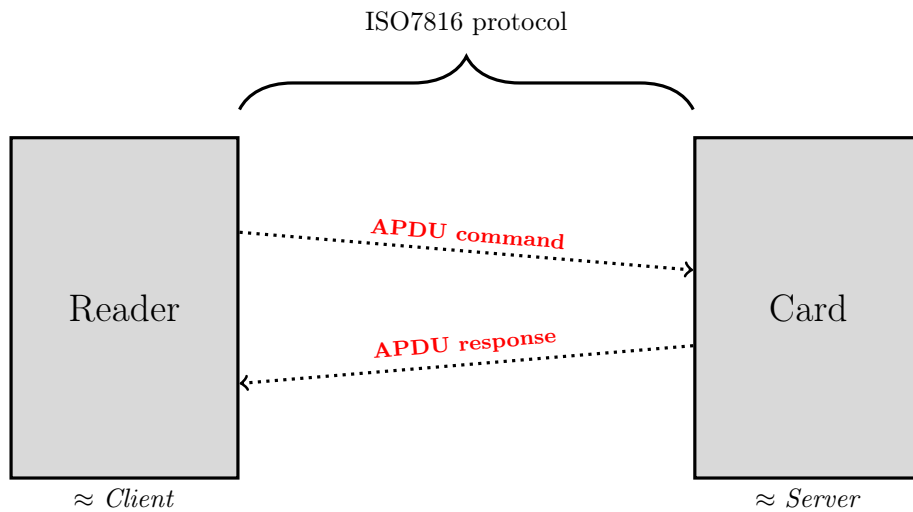 ISO7816 protocol
APDU command
Reader
Card
APDU response
≈ Client
≈ Server